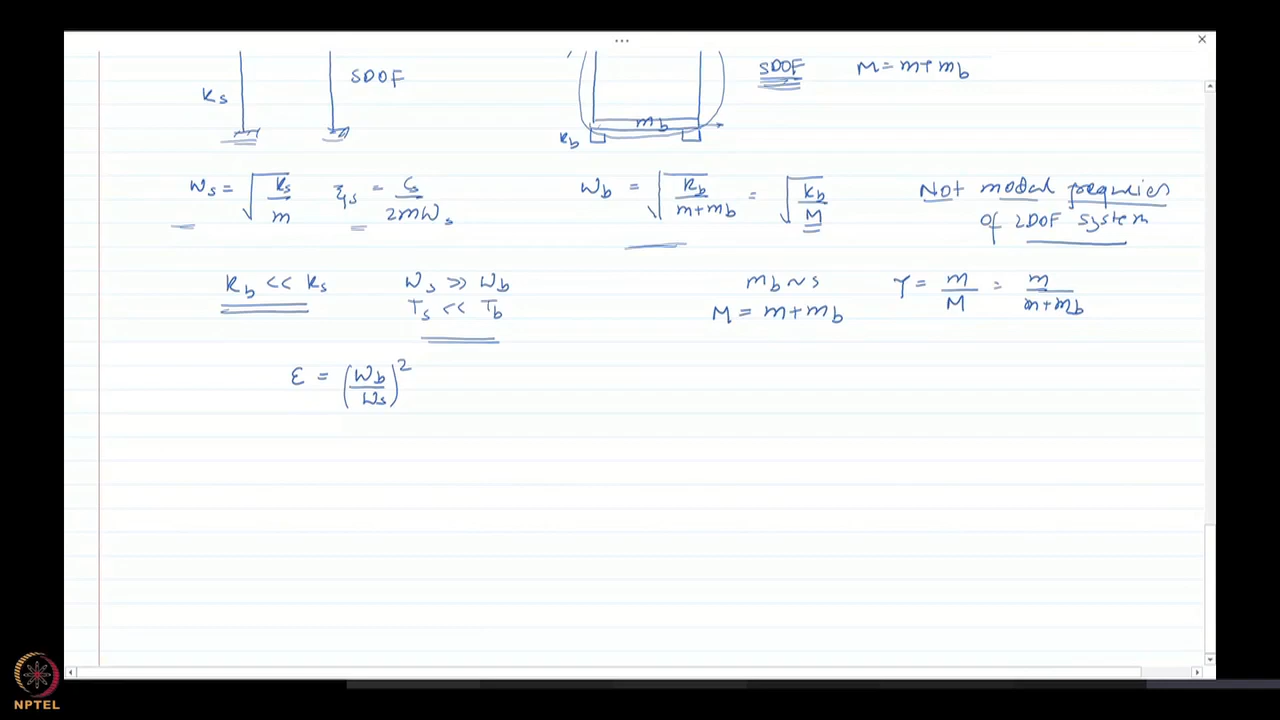 SDOF M = m+mb
SDOF
Ks
mb
Kb
ωs = √(Ks/m) ξs = Cs/2mωs ωb = √(Kb/m+mb) = √(Kb/M) Not modal frequencies
of 2DOF system
Kb << Ks ωs >> ωb mb ~ s γ = m/M = m/m+mb
Ts << Tb M = m+mb
ε = (ωb/ωs)²
NPTEL